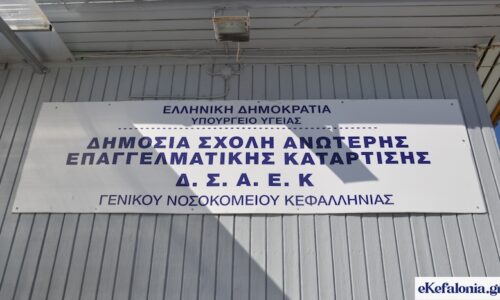 ΕΛΛΗΝΙΚΗ ΔΗΜΟΚΡΑΤΙΑ
ΥΠΟΥΡΓΕΙΟ ΥΓΕΙΑΣ
ΔΗΜΟΣΙΑ ΣΧΟΛΗ ΑΝΩΤΕΡΗΣ
ΕΠΑΓΓΕΛΜΑΤΙΚΗΣ ΚΑΤΑΡΤΙΣΗΣ
Δ. Σ. Α. Ε. Κ
ΓΕΝΙΚΟΥ ΝΟΣΟΚΟΜΕΙΟΥ ΚΕΦΑΛΛΗΝΙΑΣ
eKefalonia.gr